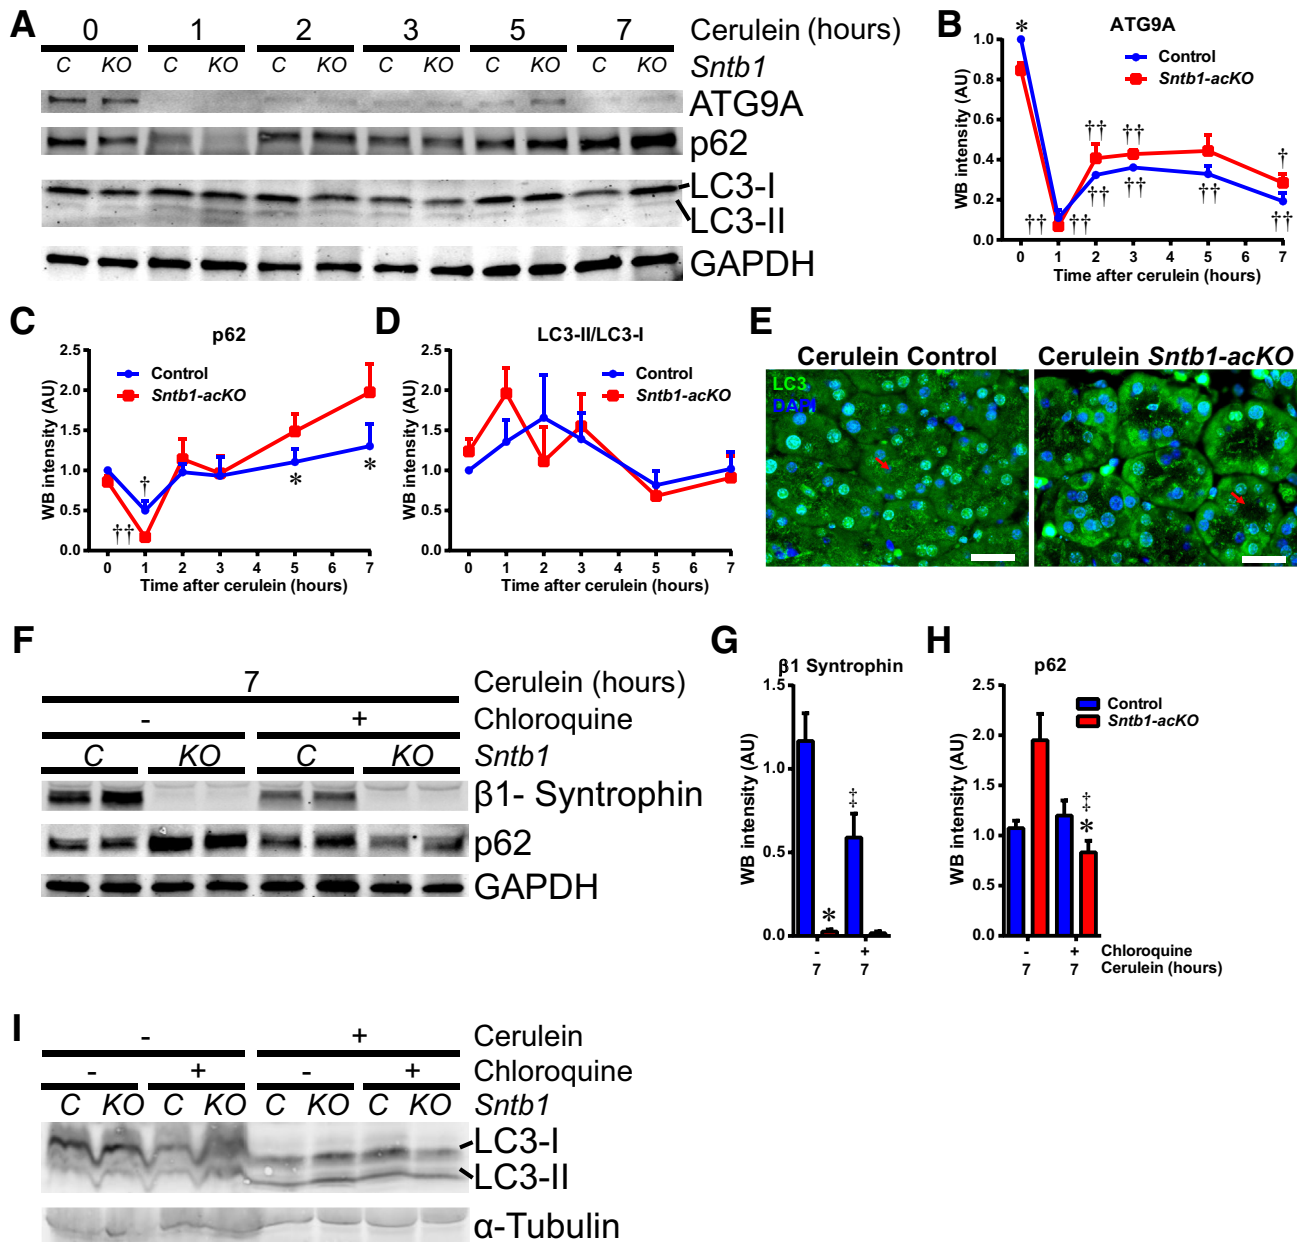 A
0 1 2 3 5 7 Cerulein (hours)
C KO C KO C KO C KO C KO C KO Sntb1
ATG9A
p62
LC3-I
LC3-II
GAPDH
B
ATG9A
Control
Sntb1-acKO
WB intensity (AU)
1.0
0.8
0.6
0.4
0.2
0.0
*
††
††
††
††
††
††
††
†
††
0 1 2 3 4 5 6 7
Time after cerulein (hours)
C
p62
Control
Sntb1-acKO
WB intensity (AU)
2.5
2.0
1.5
1.0
0.5
0.0
†
††
*
*
0 1 2 3 4 5 6 7
Time after cerulein (hours)
D
LC3-II/LC3-I
Control
Sntb1-acKO
WB intensity (AU)
2.5
2.0
1.5
1.0
0.5
0.0
0 1 2 3 4 5 6 7
Time after cerulein (hours)
E
Cerulein Control
Cerulein Sntb1-acKO
LC3
DAPI
F
7 Cerulein (hours)
- + Chloroquine
C KO C KO Sntb1
β1- Syntrophin
p62
GAPDH
G
β1 Syntrophin
WB intensity (AU)
1.5
1.0
0.5
0.0
*
‡
- +
7 7
H
p62
Control
Sntb1-acKO
WB intensity (AU)
2.5
2.0
1.5
1.0
0.5
0.0
‡
*
- + Chloroquine
7 7 Cerulein (hours)
I
- + Cerulein
- + - + Chloroquine
C KO C KO C KO C KO Sntb1
LC3-I
LC3-II
α-Tubulin